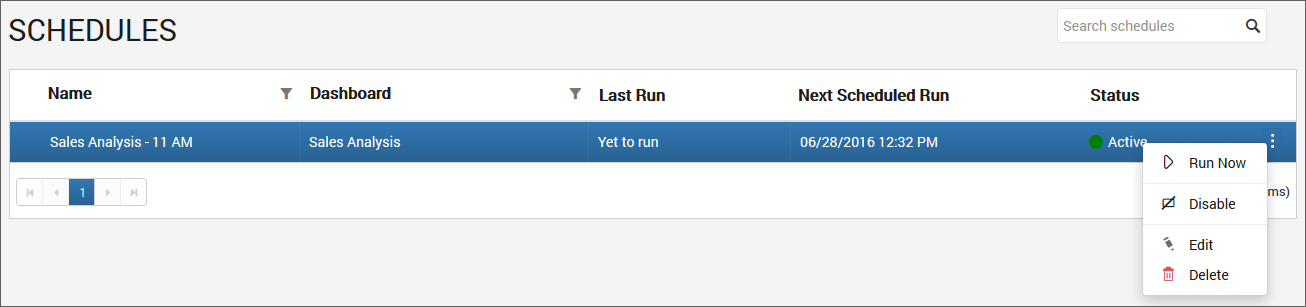 SCHEDULES
Search schedules
Name Dashboard Last Run Next Scheduled Run Status
Sales Analysis - 11 AM Sales Analysis Yet to run 06/28/2016 12:32 PM Active
Run Now
1 ms)
Disable
Edit
Delete